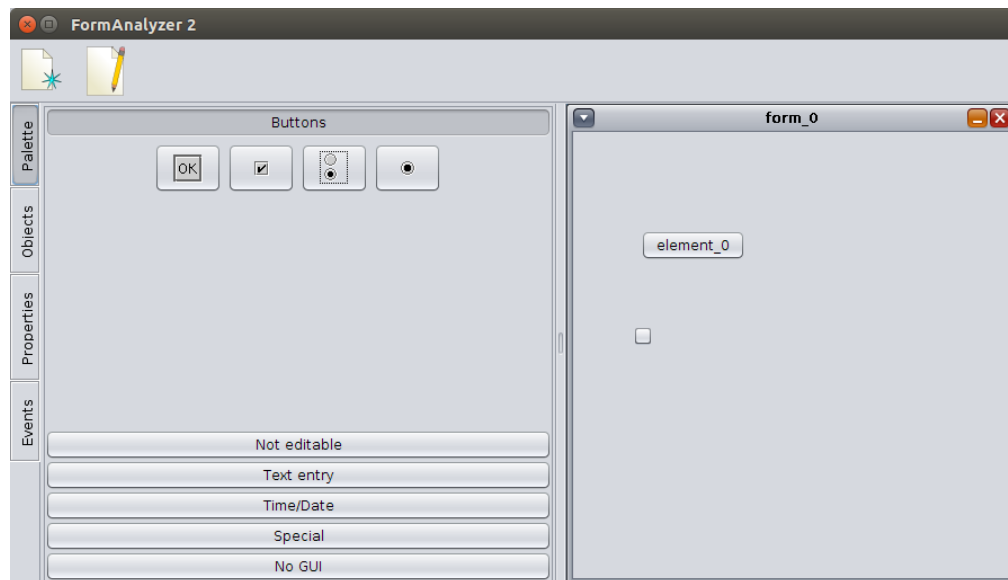 FormAnalyzer 2
Palette
Objects
Properties
Events
Buttons
OK
Not editable
Text entry
Time/Date
Special
No GUI
form_0
element_0